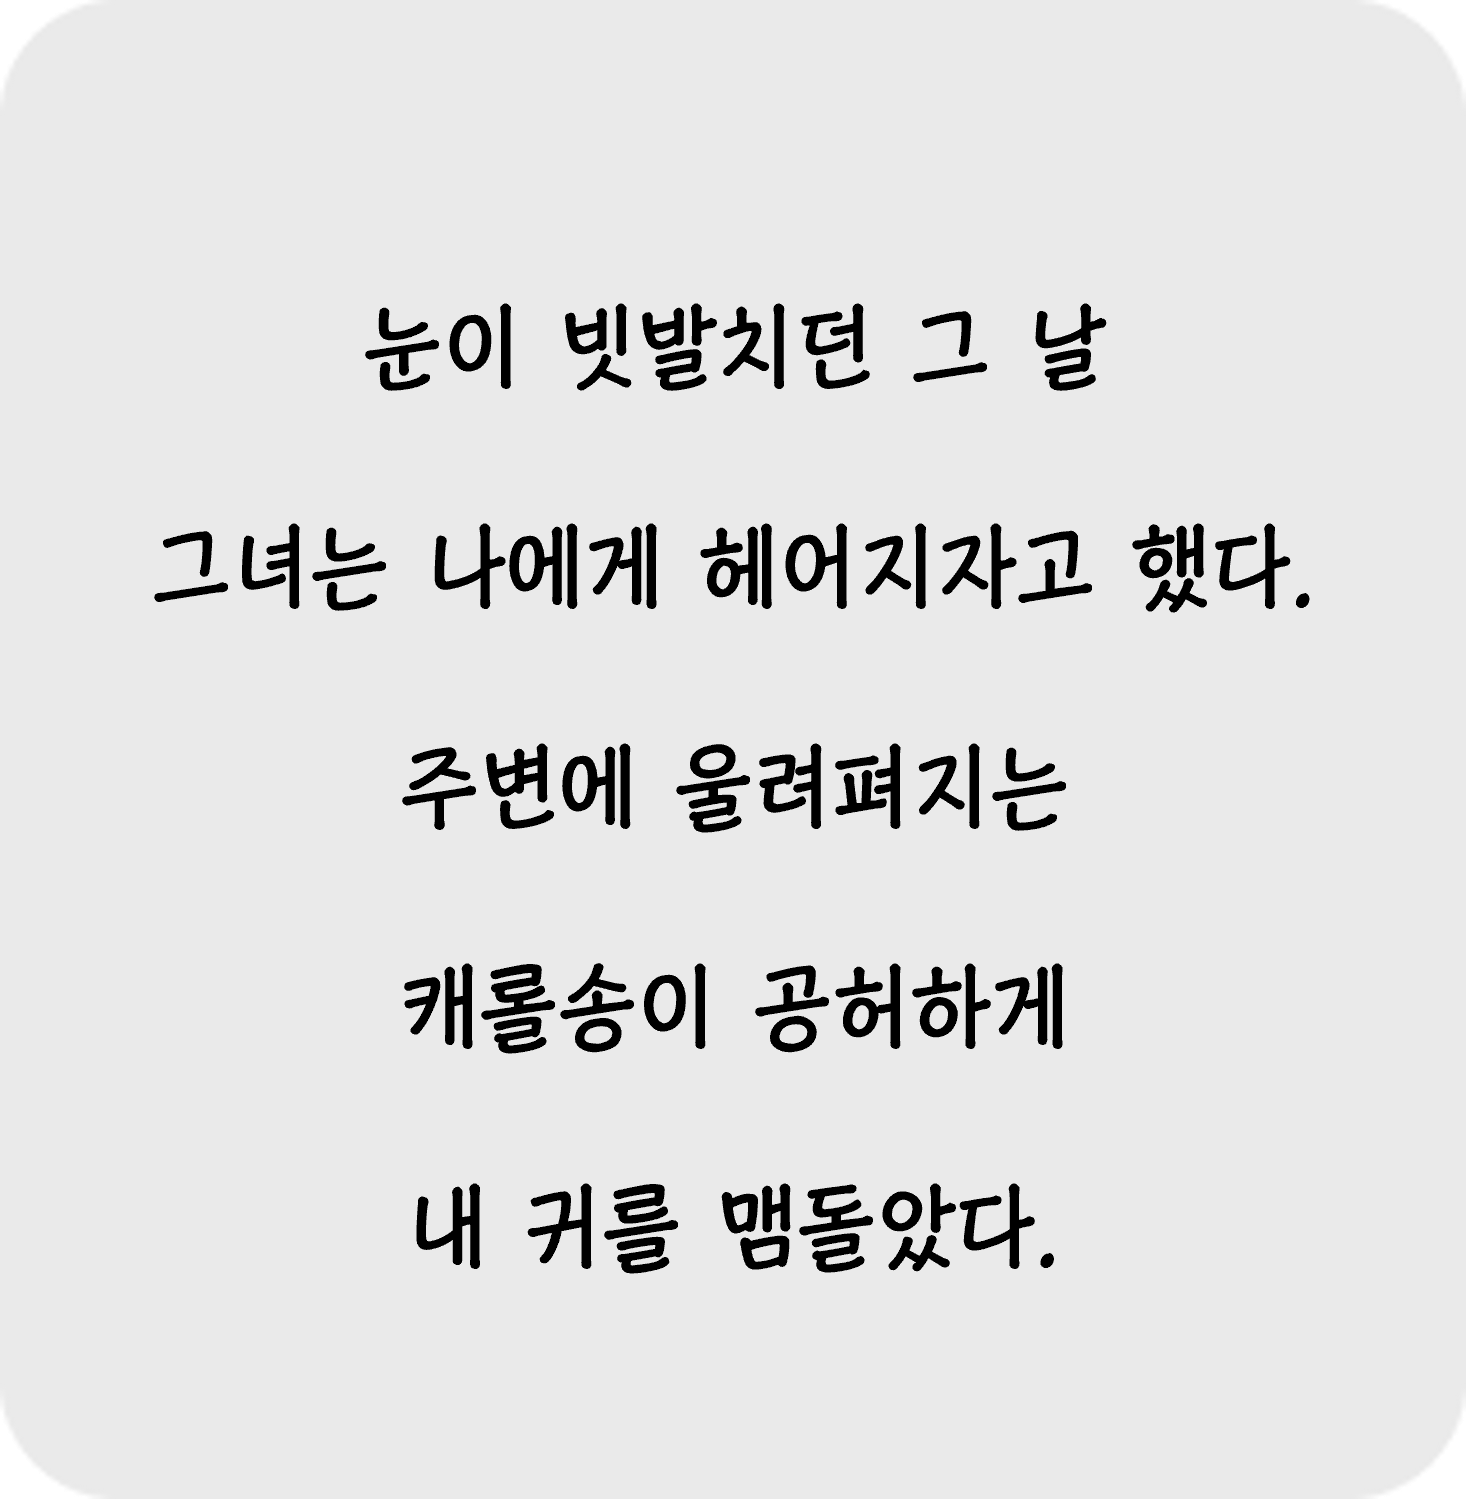 눈이 빗발치던 그 날
그녀는 나에게 헤어지자고 했다.
주변에 울려펴지는
캐롤송이 공허하게
내 귀를 맴돌았다.